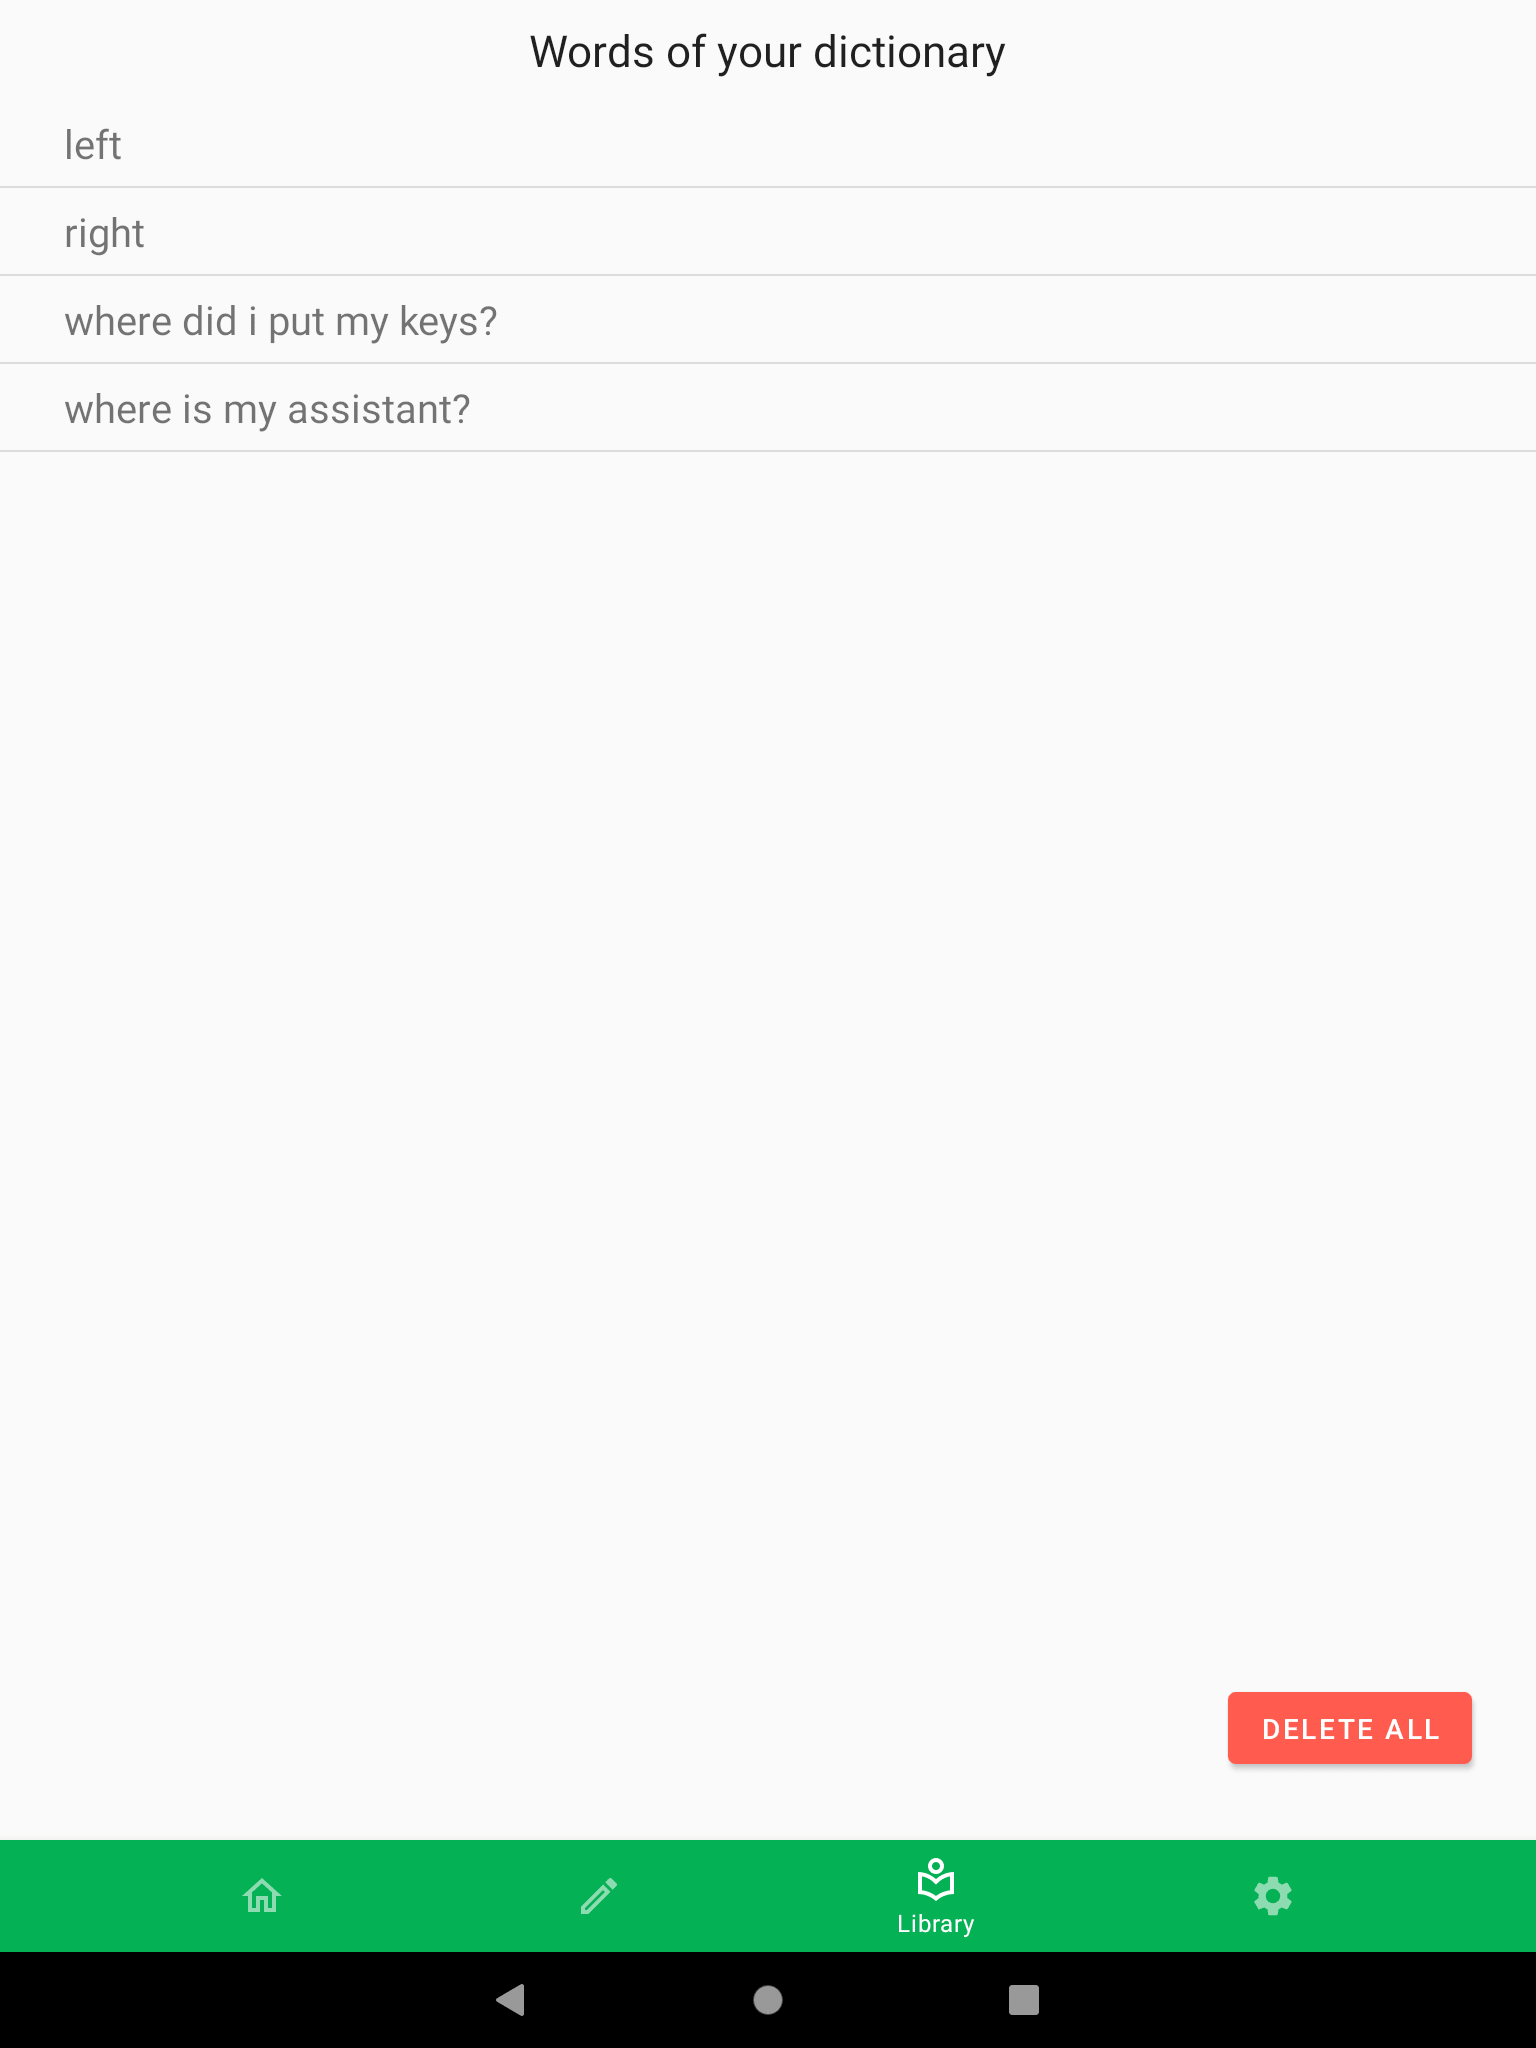 Words of your dictionary
left
right
where did i put my keys?
where is my assistant?
DELETE ALL
Library